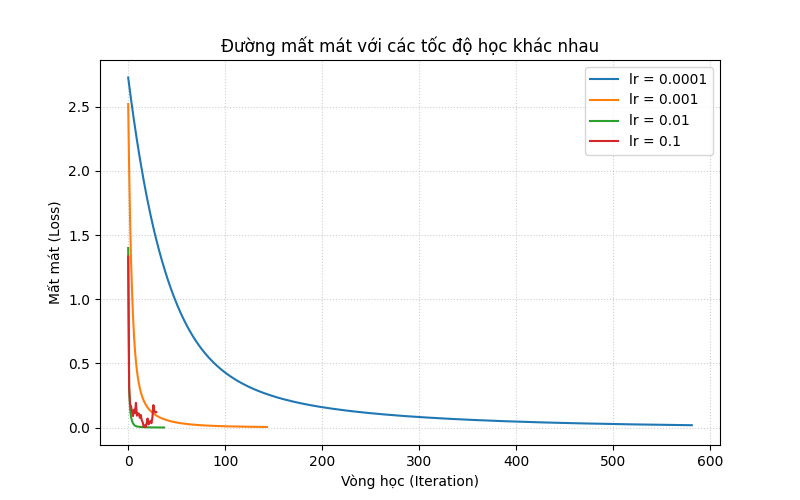 Đường mất mát với các tốc độ học khác nhau
lr = 0.0001
lr = 0.001
lr = 0.01
lr = 0.1
Mất mát (Loss)
2.5
2.0
1.5
1.0
0.5
0.0
0 100 200 300 400 500 600
Vòng học (Iteration)